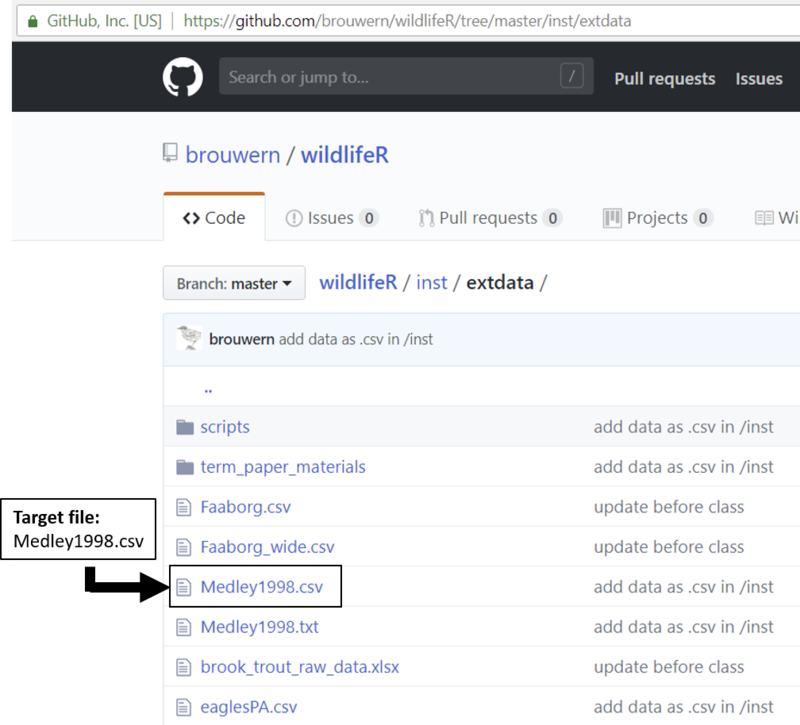 GitHub, Inc. [US] | https://github.com/brouwern/wildlifeR/tree/master/inst/extdata
Search or jump to... /
Pull requests Issues
brouwern / wildlifeR
<> Code Issues 0 Pull requests 0 Projects 0 Wi
Branch: master wildlifeR / inst / extdata /
brouwern add data as .csv in /inst
..
scripts add data as .csv in /inst
term_paper_materials add data as .csv in /inst
Faaborg.csv update before class
Target file:
Medley1998.csv
Faaborg_wide.csv update before class
Medley1998.csv add data as .csv in /inst
Medley1998.txt add data as .csv in /inst
brook_trout_raw_data.xlsx update before class
eaglesPA.csv add data as .csv in /inst